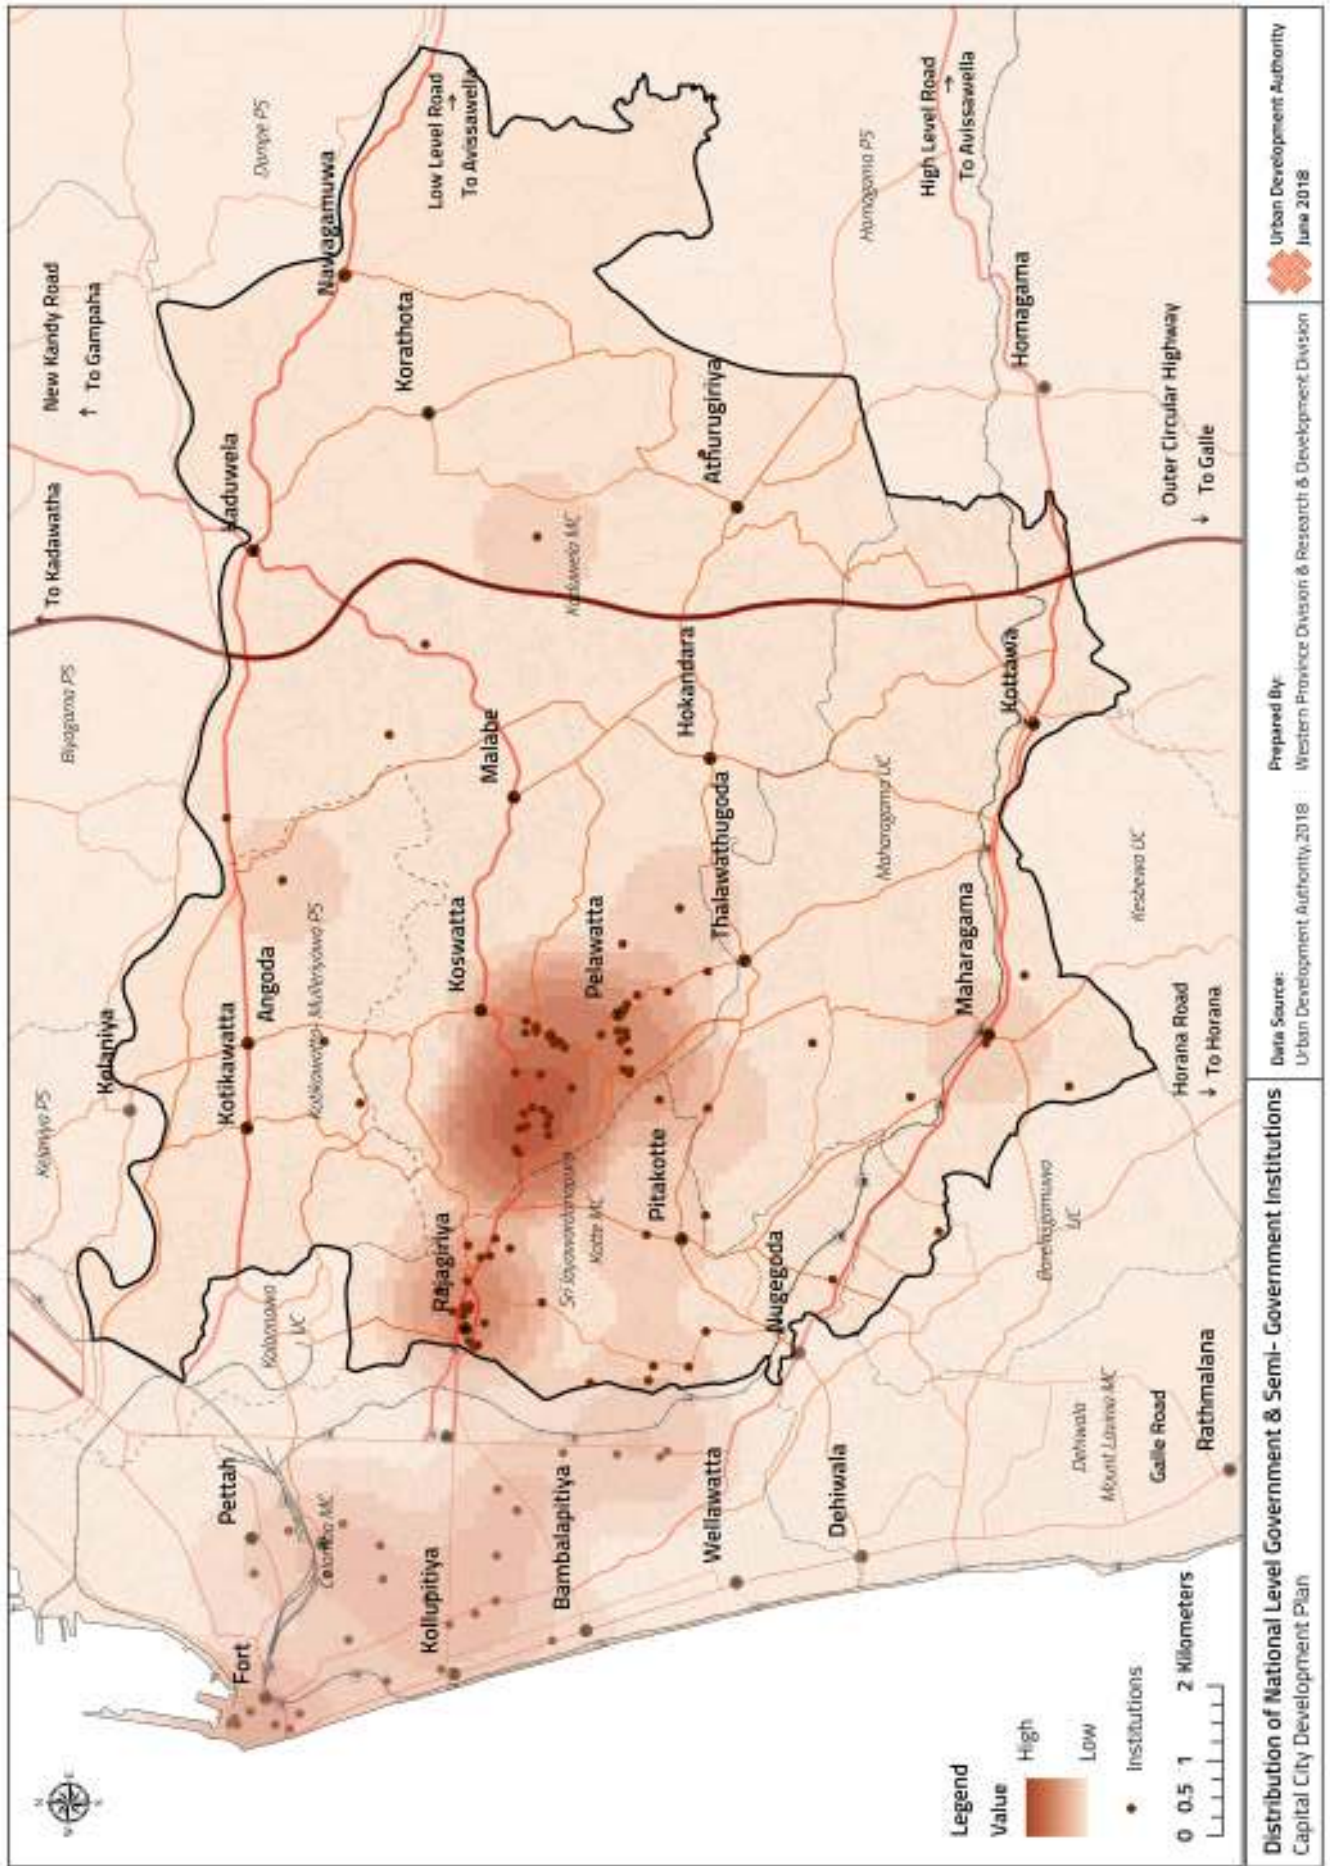 New Kandy Road
↑ To Gampaha
To Kadawatha
Biyagama PS
Dompe PS
Kelaniya PS
Kelaniya
Kaduwela
Nawagamuwa
Low Level Road
→
To Avissawella
Korathota
Kotikawatta
Angoda
Kotikawatta- Mulleriyawa PS
Pettah
Fort
Kolonnawa
UC
Colombo MC
Rajagiriya
Koswatta
Malabe
Kaduwela MC
Kollupitiya
Bambalapitiya
Sri Jayawardanapura
Kotte MC
Pelawatta
Pitakotte
Hokandara
Thalawathugoda
Athurugiriya
Homagama PS
High Level Road
→
To Avissawella
Wellawatta
Nugegoda
Dehiwala
Maharagama UC
Maharagama
Kottawa
Homagama
Boralasgamuwa
UC
Kesbewa UC
Dehiwala
Mount Lavinia MC
Galle Road
Rathmalana
Horana Road
↓ To Horana
Outer Circular Highway
↓ To Galle
N
E
S
Legend
Value
High
Low
Institutions
0 0.5 1 2 Kilometers
Distribution of National Level Government & Semi- Government Institutions
Capital City Development Plan
Data Source:
Urban Development Authority,2018
Prepared By:
Western Province Division & Research & Development Division
Urban Development Authority
June 2018